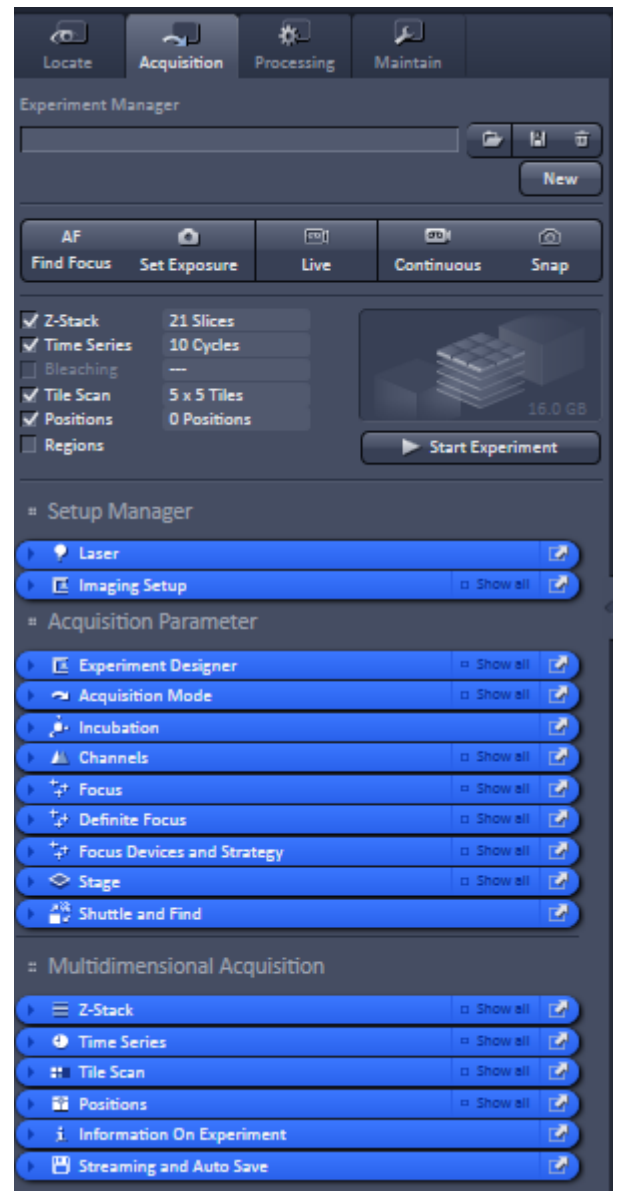 Locate Acquisition Processing Maintain
Experiment Manager
New
AF
Find Focus Set Exposure Live Continuous Snap
Z-Stack 21 Slices
Time Series 10 Cycles
Bleaching ---
Tile Scan 5 x 5 Tiles
Positions 0 Positions
16.0 GB
Regions
Start Experiment
Setup Manager
Laser
Imaging Setup Show all
Acquisition Parameter
Experiment Designer Show all
Acquisition Mode Show all
Incubation
Channels Show all
Focus Show all
Definite Focus Show all
Focus Devices and Strategy Show all
Stage Show all
Shuttle and Find
Multidimensional Acquisition
Z-Stack Show all
Time Series Show all
Tile Scan Show all
Positions Show all
i Information On Experiment
Streaming and Auto Save